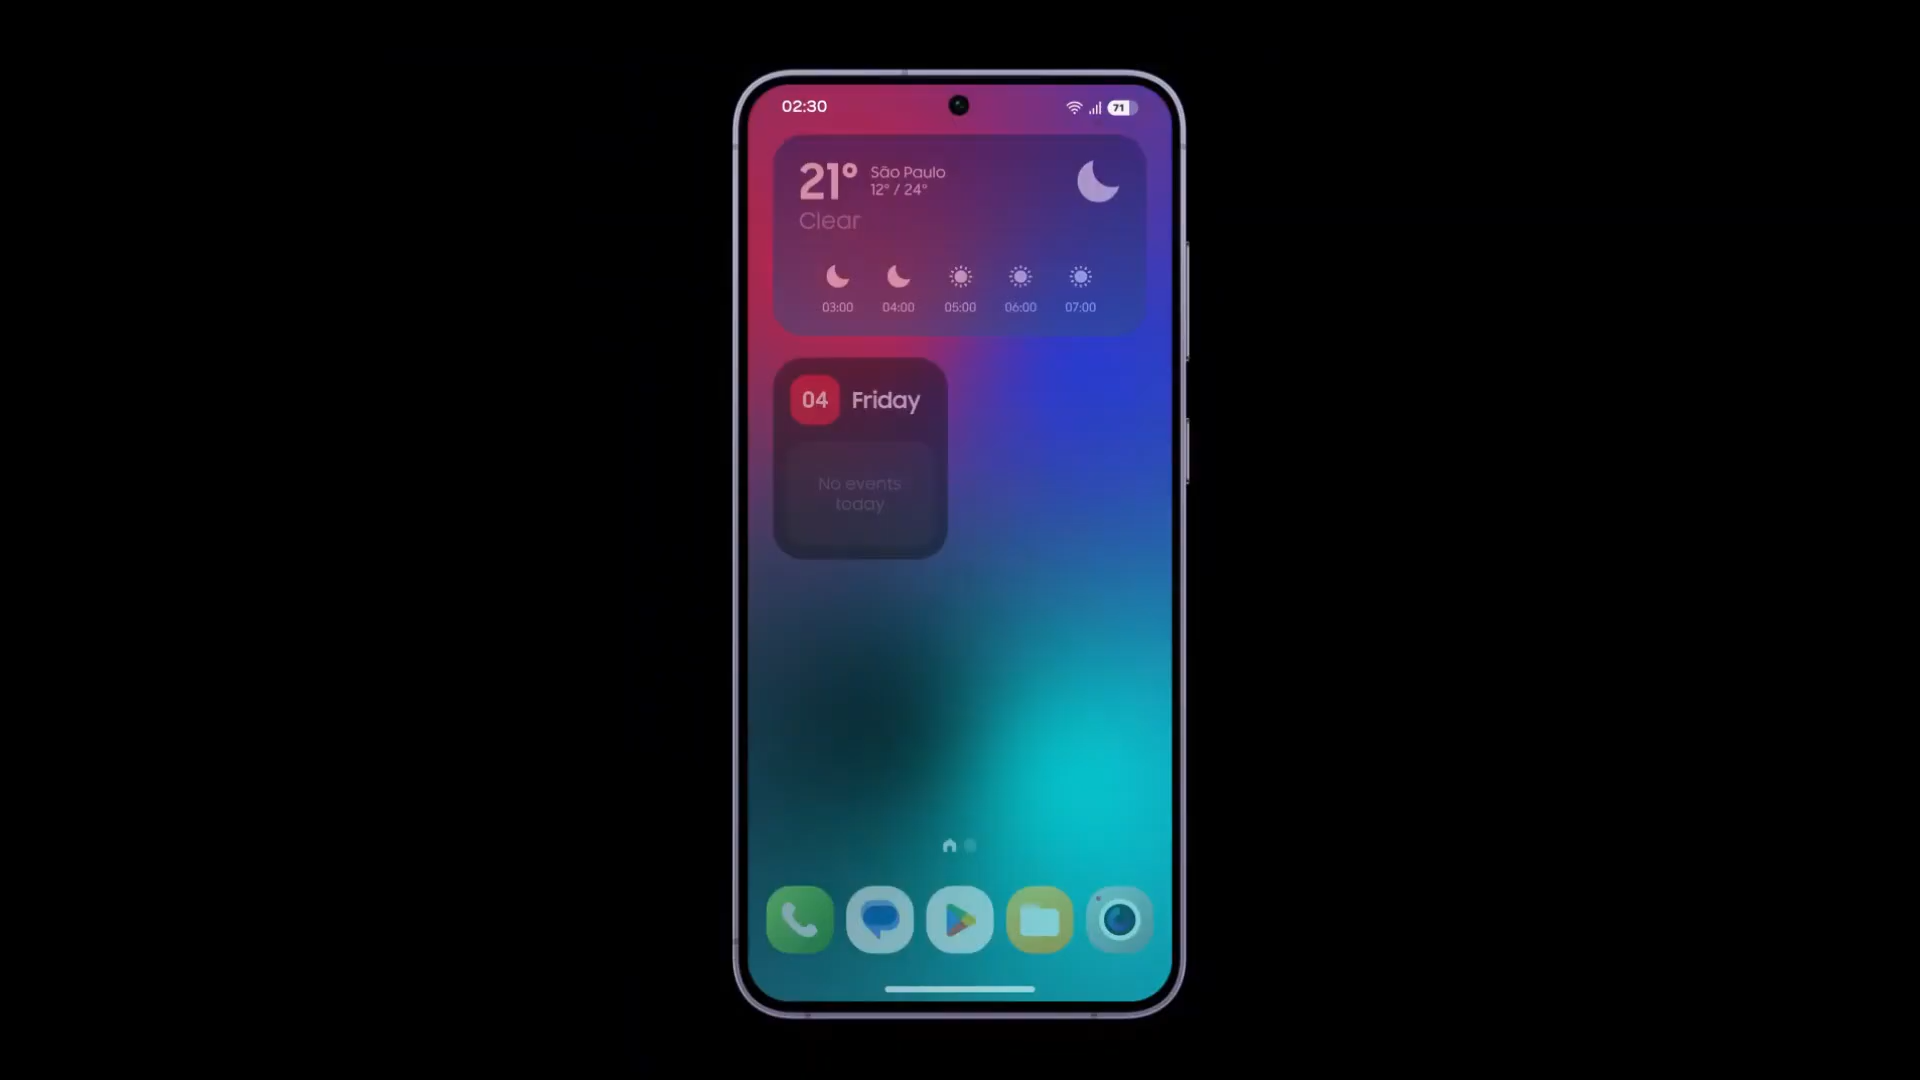 02:30
71
21° São Paulo
12° / 24°
Clear
03:00 04:00 05:00 06:00 07:00
04 Friday
No events
today